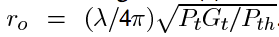 r_o = (λ/4π)√(P_t G_t/P_th)